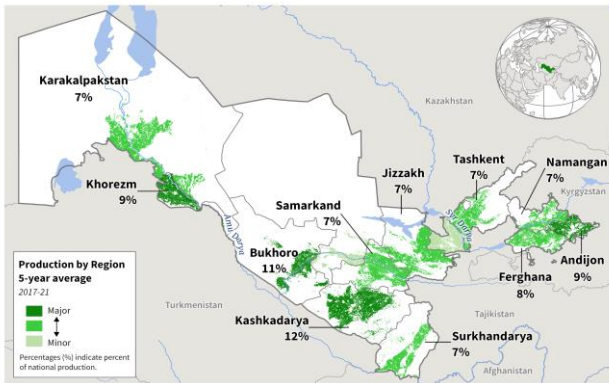 Karakalpakstan
7%
Kazakhstan
Khorezm
9%
Amu Darya
Samarkand
7%
Jizzakh
7%
Tashkent
7%
Namangan
7%
Kyrgyzstan
Syr Darya
Bukhoro
11%
Andijon
9%
Ferghana
8%
Kashkadarya
12%
Surkhandarya
7%
Turkmenistan
Tajikistan
Afghanistan
Production by Region
5-year average
2017-21
Major
Minor
Percentages (%) indicate percent
of national production.